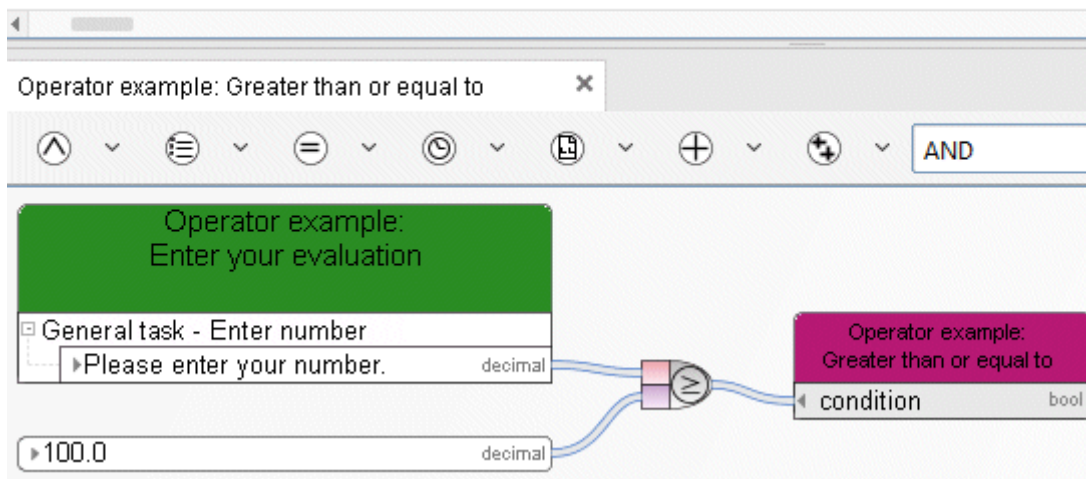 Operator example: Greater than or equal to
AND
Operator example:
Enter your evaluation
General task - Enter number
Please enter your number. decimal
Operator example:
Greater than or equal to
≥
condition bool
100.0 decimal